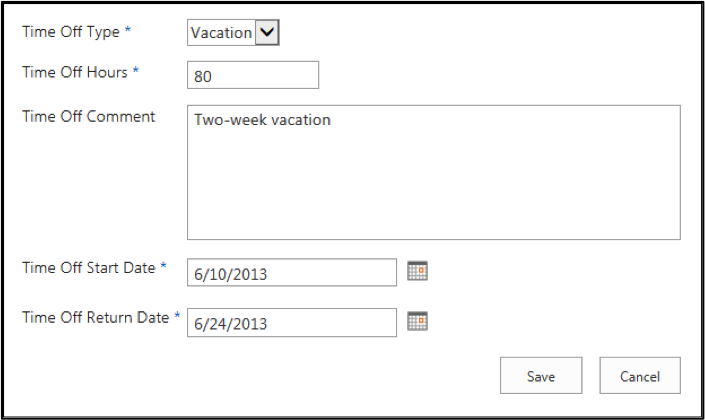 Time Off Type * Vacation
Time Off Hours * 80
Time Off Comment Two-week vacation
Time Off Start Date * 6/10/2013
Time Off Return Date * 6/24/2013
Save Cancel